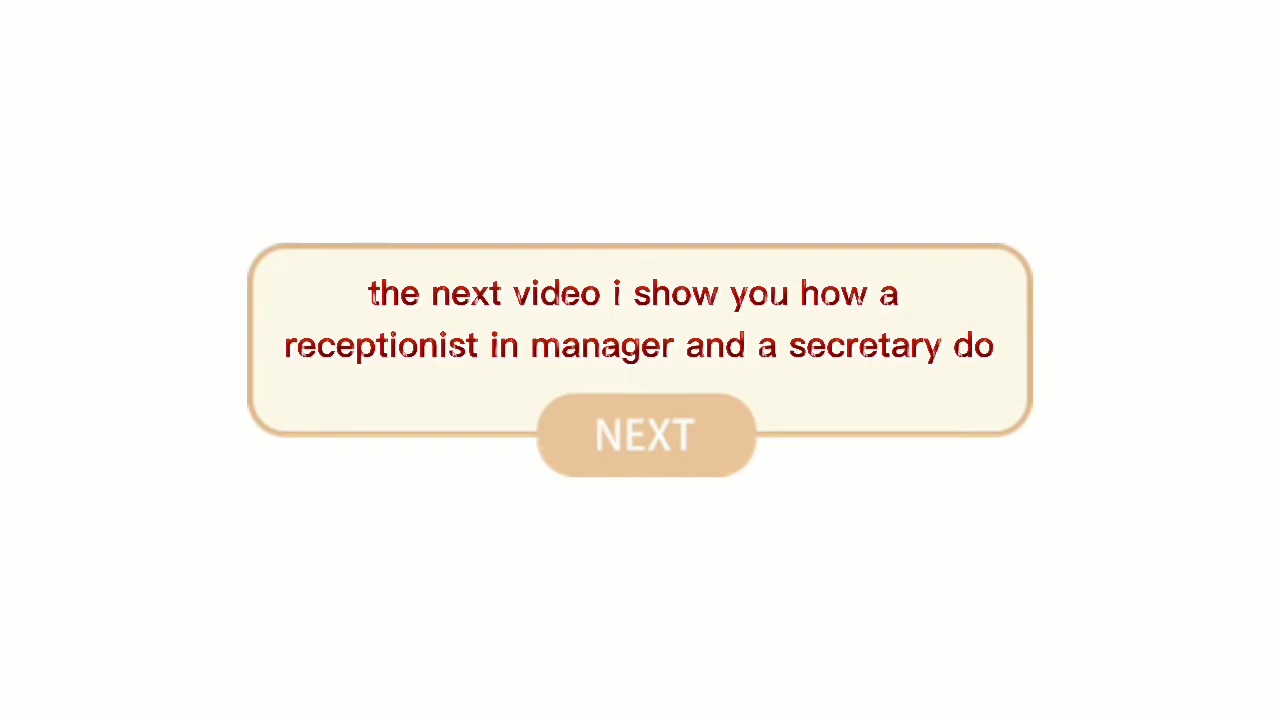 the next video i show you how a
receptionist in manager and a secretary do
NEXT